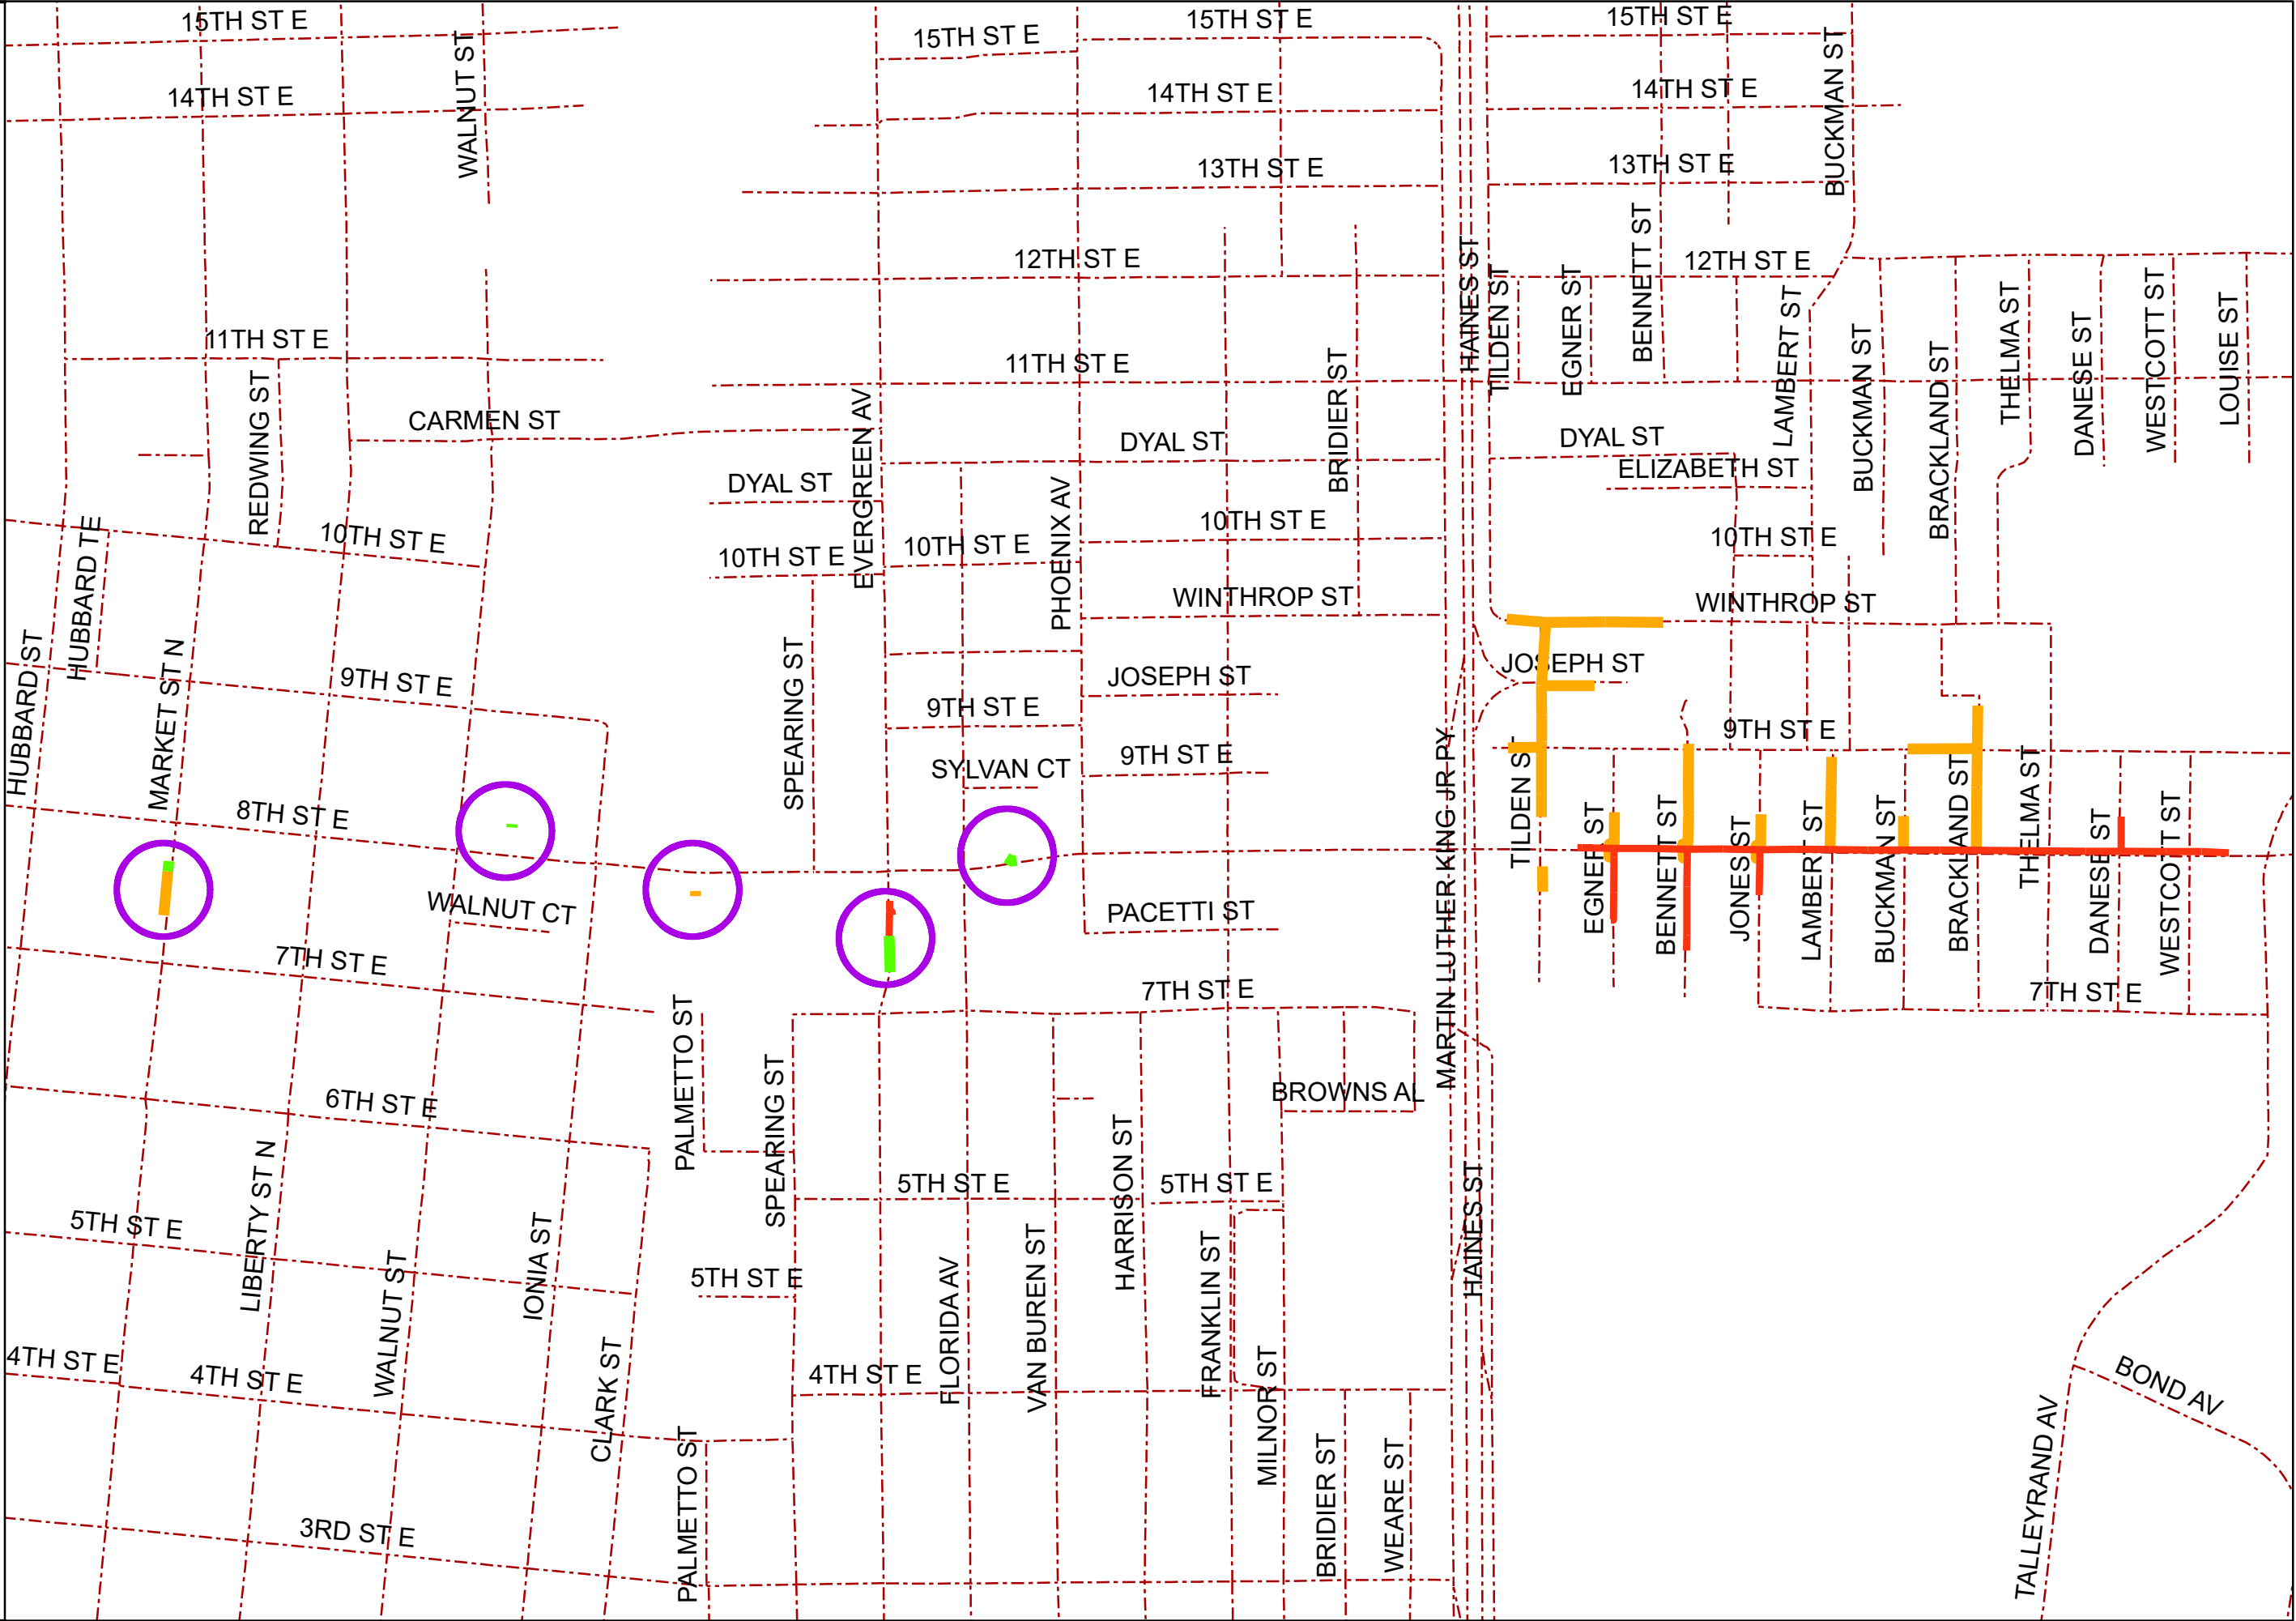 15TH ST E
15TH ST E
15TH ST E
15TH ST E
WALNUT ST
BUCKMAN ST
14TH ST E
14TH ST E
14TH ST E
13TH ST E
13TH ST E
12TH ST E
12TH ST E
HAINES ST
TILDEN ST
EGNER ST
BENNETT ST
LAMBERT ST
BUCKMAN ST
BRACKLAND ST
THELMA ST
DANESE ST
WESTCOTT ST
LOUISE ST
11TH ST E
11TH ST E
REDWING ST
CARMEN ST
EVERGREEN AV
BRIDIER ST
DYAL ST
DYAL ST
DYAL ST
ELIZABETH ST
PHOENIX AV
HUBBARD TE
10TH ST E
10TH ST E
10TH ST E
10TH ST E
10TH ST E
WINTHROP ST
WINTHROP ST
HUBBARD ST
MARKET ST N
9TH ST E
SPEARING ST
JOSEPH ST
JOSEPH ST
9TH ST E
9TH ST E
9TH ST E
SYLVAN CT
MARTIN LUTHER KING JR PY
8TH ST E
TILDEN ST
EGNER ST
BENNETT ST
JONES ST
LAMBERT ST
BUCKMAN ST
BRACKLAND ST
THELMA ST
DANESE ST
WESTCOTT ST
WALNUT CT
PACETTI ST
7TH ST E
7TH ST E
7TH ST E
PALMETTO ST
SPEARING ST
6TH ST E
BROWNS AL
LIBERTY ST N
HARRISON ST
HAINES ST
5TH ST E
5TH ST E
5TH ST E
5TH ST E
WALNUT ST
IONIA ST
FLORIDA AV
VAN BUREN ST
FRANKLIN ST
4TH ST E
4TH ST E
4TH ST E
CLARK ST
MILNOR ST
BOND AV
PALMETTO ST
BRIDIER ST
WEARE ST
TALLEYRAND AV
3RD ST E